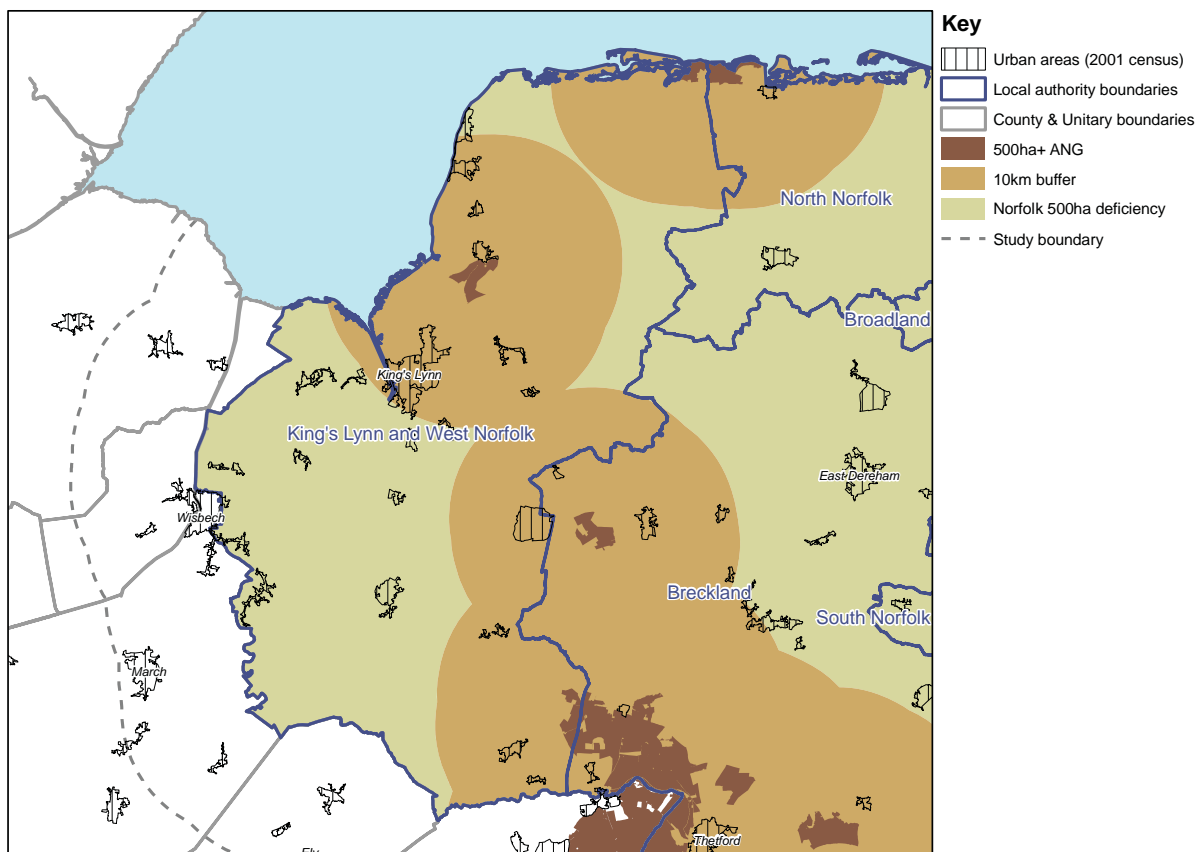 Key
Urban areas (2001 census)
Local authority boundaries
County & Unitary boundaries
500ha+ ANG
10km buffer
Norfolk 500ha deficiency
Study boundary
North Norfolk
Broadland
King's Lynn
King's Lynn and West Norfolk
East Dereham
Wisbech
Breckland
South Norfolk
March
Thetford